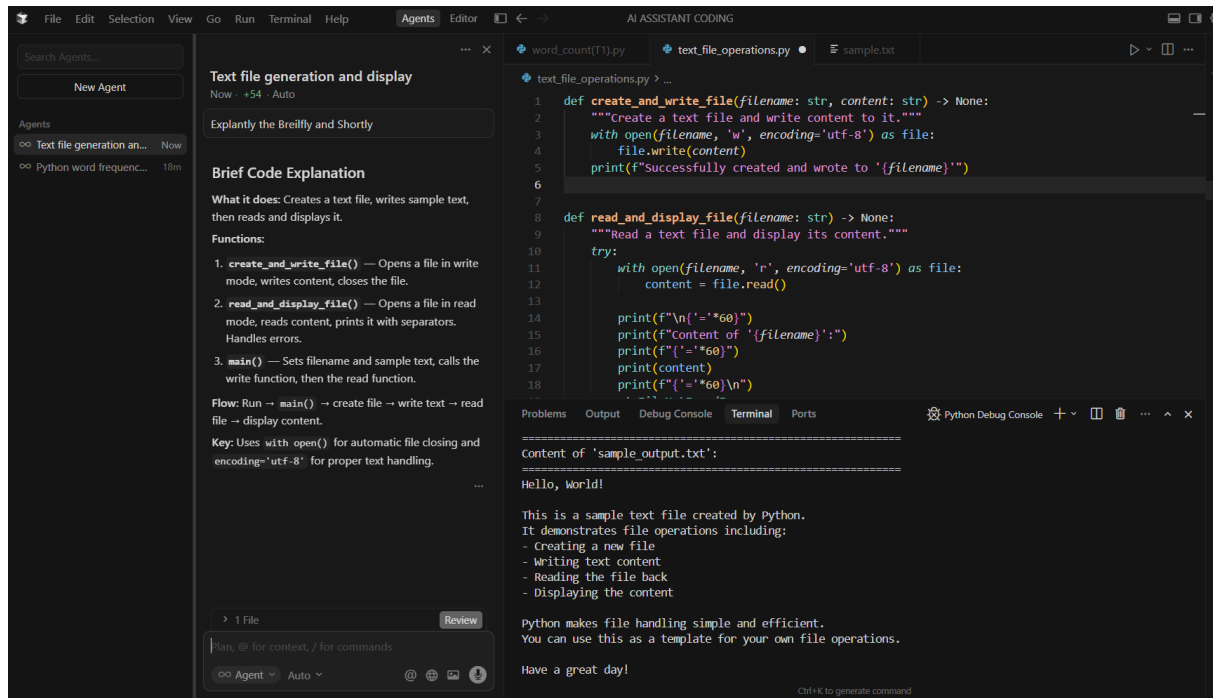 File Edit Selection View Go Run Terminal Help
Agents Editor
AI ASSISTANT CODING
Search Agents...
New Agent
Agents
Text file generation an... Now
Python word frequenc... 18m
Text file generation and display
Now · +54 · Auto
Explantly the Breilfly and Shortly
Brief Code Explanation
What it does: Creates a text file, writes sample text,
then reads and displays it.
Functions:
1. create_and_write_file() — Opens a file in write
mode, writes content, closes the file.
2. read_and_display_file() — Opens a file in read
mode, reads content, prints it with separators.
Handles errors.
3. main() — Sets filename and sample text, calls the
write function, then the read function.
Flow: Run → main() → create file → write text → read
file → display content.
Key: Uses with open() for automatic file closing and
encoding='utf-8' for proper text handling.
> 1 File Review
Plan, @ for context, / for commands
Agent Auto
word_count(T1).py text_file_operations.py sample.txt
text_file_operations.py > ...
1 def create_and_write_file(filename: str, content: str) -> None:
2 """Create a text file and write content to it."""
3 with open(filename, 'w', encoding='utf-8') as file:
4 file.write(content)
5 print(f"Successfully created and wrote to '{filename}'")
6
7
8 def read_and_display_file(filename: str) -> None:
9 """Read a text file and display its content."""
10 try:
11 with open(filename, 'r', encoding='utf-8') as file:
12 content = file.read()
13
14 print(f"\n{'='*60}")
15 print(f"Content of '{filename}':")
16 print(f"{'='*60}")
17 print(content)
18 print(f"{'='*60}\n")
Problems Output Debug Console Terminal Ports
Python Debug Console
============================================================
Content of 'sample_output.txt':
============================================================
Hello, World!
This is a sample text file created by Python.
It demonstrates file operations including:
- Creating a new file
- Writing text content
- Reading the file back
- Displaying the content
Python makes file handling simple and efficient.
You can use this as a template for your own file operations.
Have a great day!
Ctrl+K to generate command